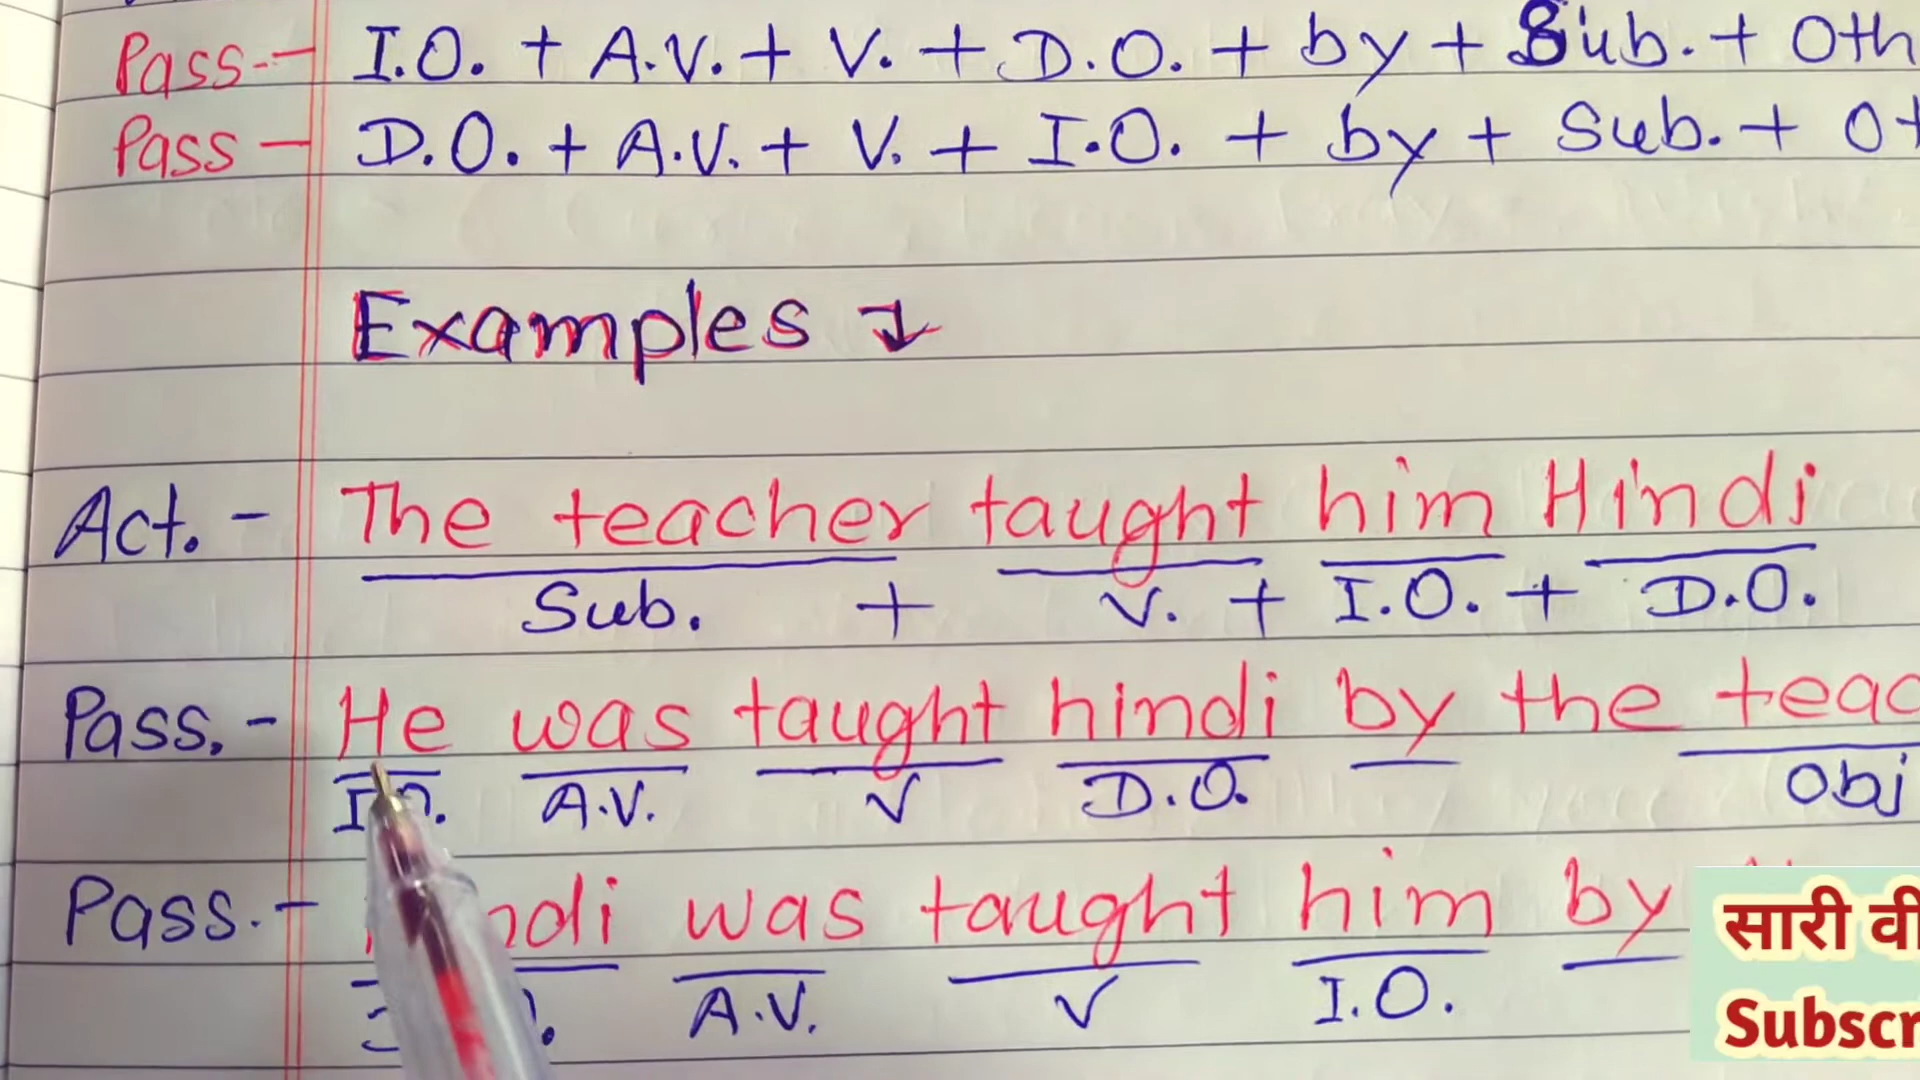 Pass.- I.O. + A.V. + V. + D.O. + by + Sub. + Oth
Pass - D.O. + A.V. + V. + I.O. + by + Sub. + Ot
Examples
Act. - The teacher taught him Hindi
Sub. + V. + I.O. + D.O.
Pass. - He was taught hindi by the teac
A.V. V D.O. Obj
Pass. - was taught him by
A.V. V I.O.
सारी वी
Subscr